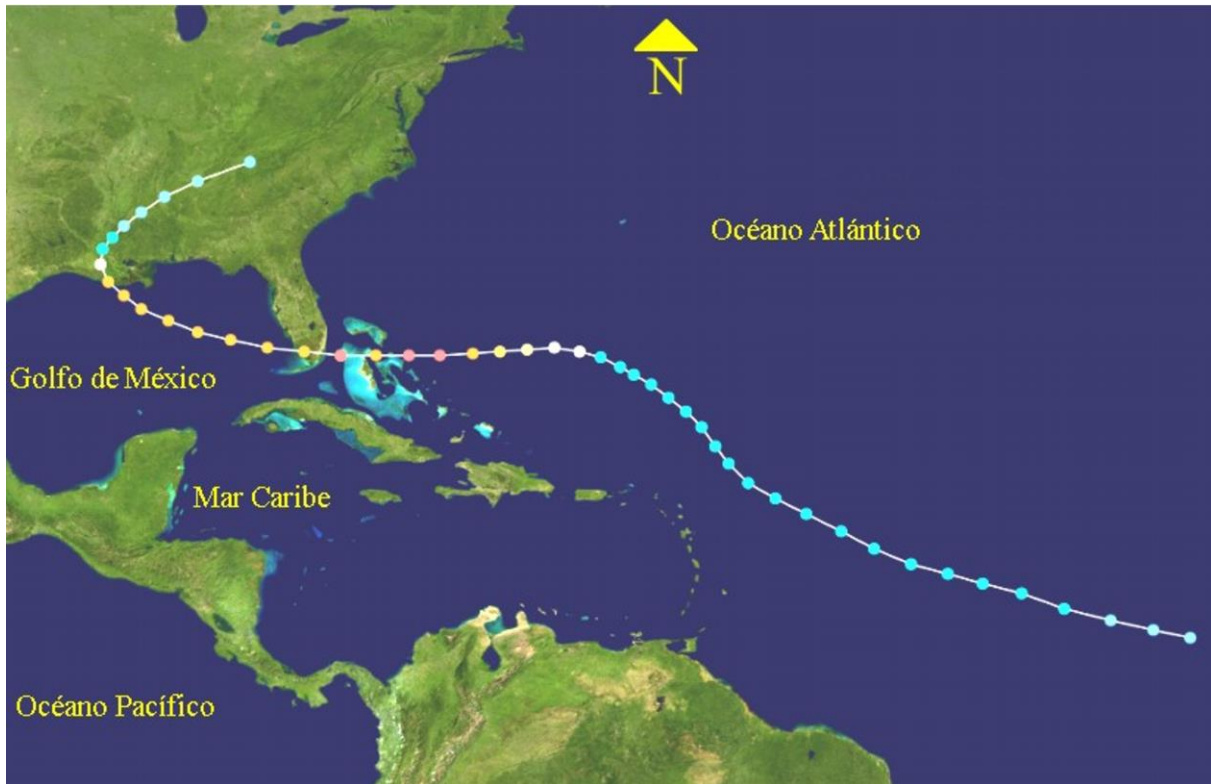 N
Océano Atlántico
Golfo de México
Mar Caribe
Océano Pacífico